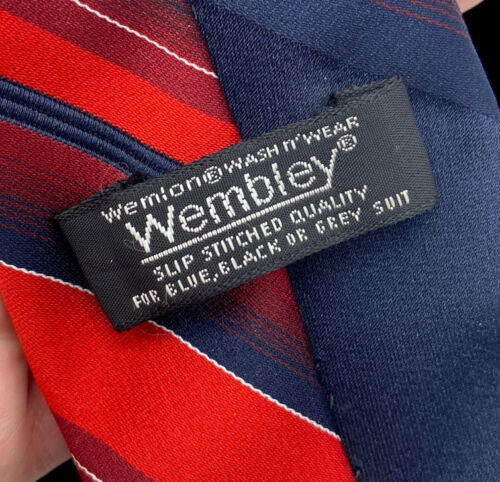 Wemlon® WASH n' WEAR
Wembley®
SLIP STITCHED QUALITY
FOR BLUE, BLACK OR GREY SUIT